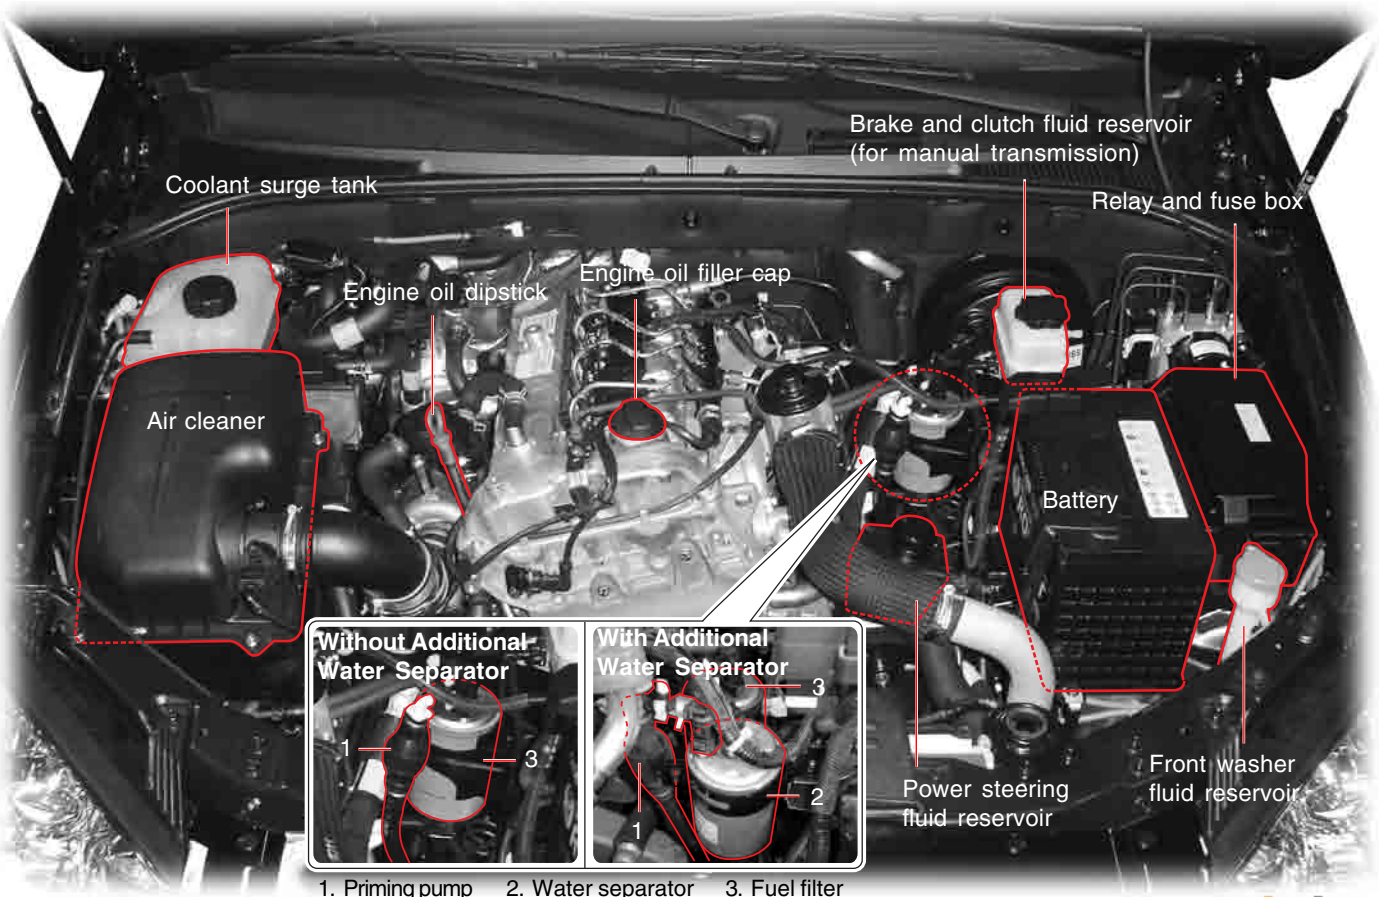 Brake and clutch fluid reservoir
(for manual transmission)
Coolant surge tank
Relay and fuse box
Engine oil dipstick
Engine oil filler cap
Air cleaner
Battery
Without Additional
Water Separator
1
3
With Additional
Water Separator
3
2
1
Power steering
fluid reservoir
Front washer
fluid reservoir
1. Priming pump 2. Water separator 3. Fuel filter